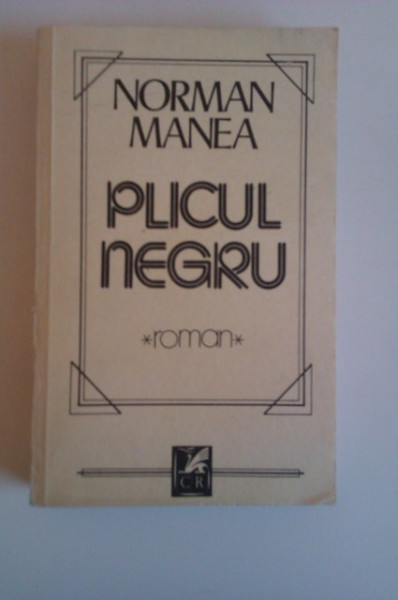 NORMAN
MANEA
PLICUL
NEGRU
*roman*
CR